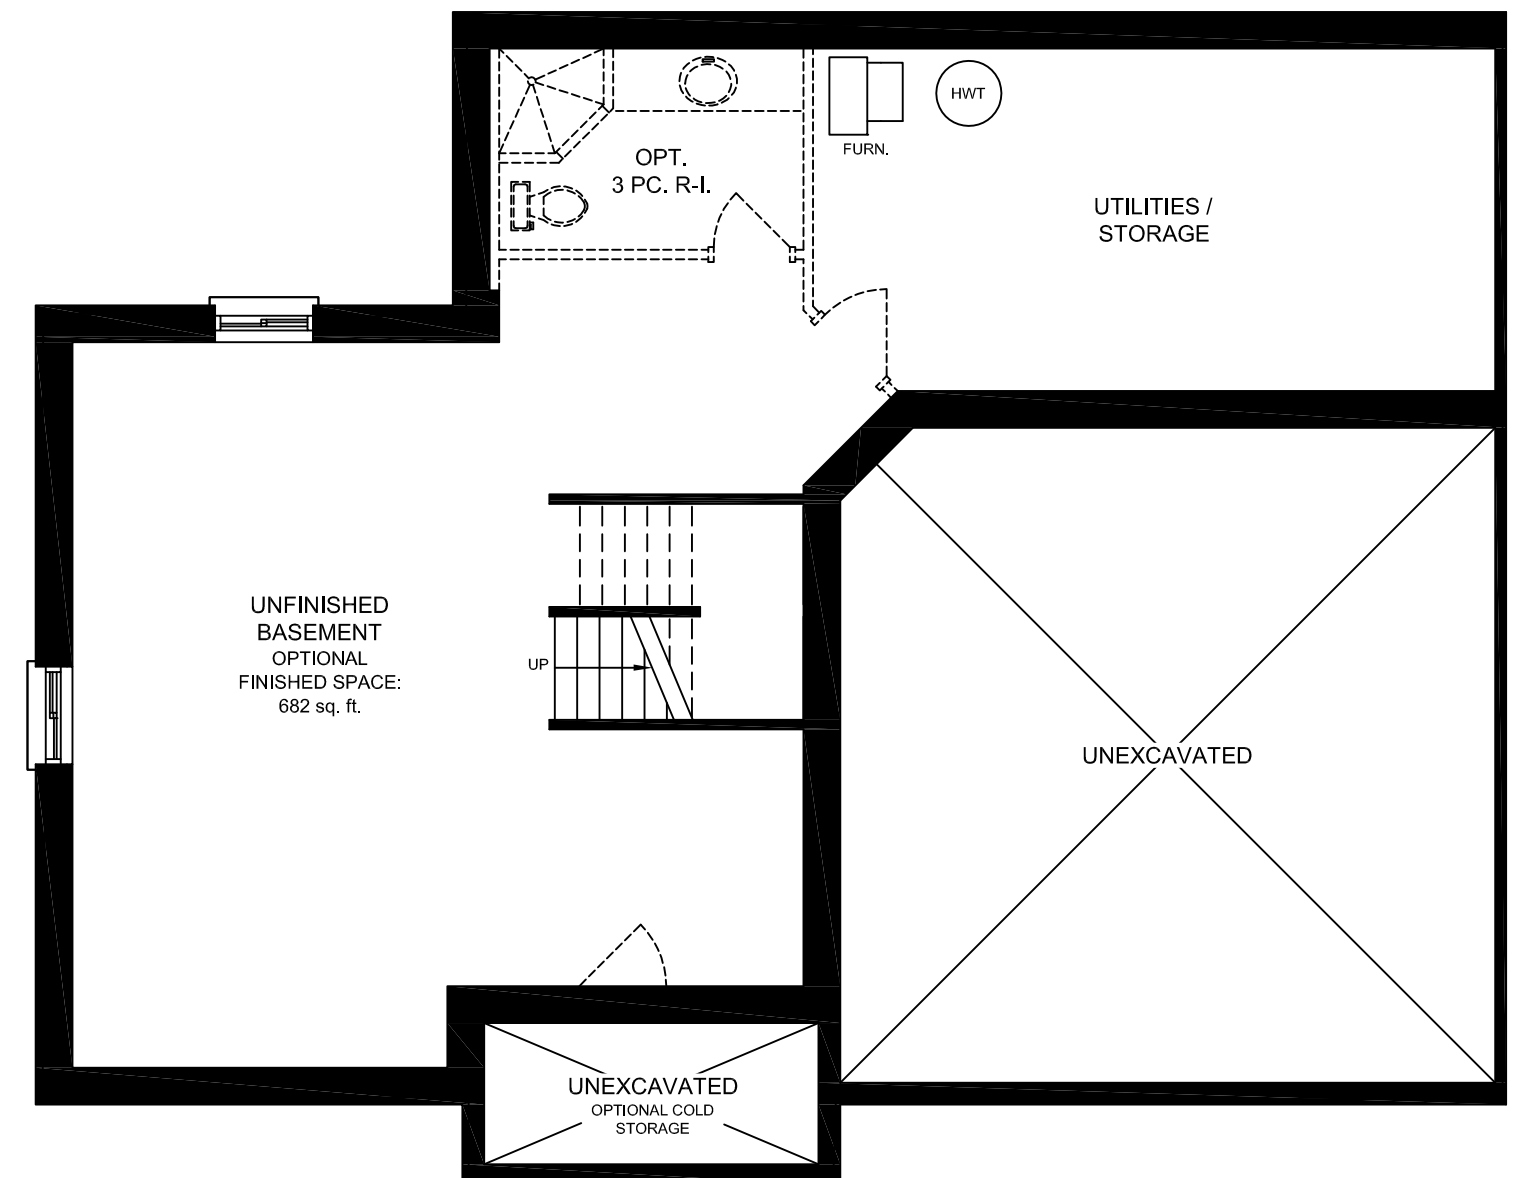 HWT
FURN.
OPT.
3 PC. R-I.
UTILITIES /
STORAGE
UNFINISHED
BASEMENT
OPTIONAL
FINISHED SPACE:
682 sq. ft.
UP
UNEXCAVATED
UNEXCAVATED
OPTIONAL COLD
STORAGE